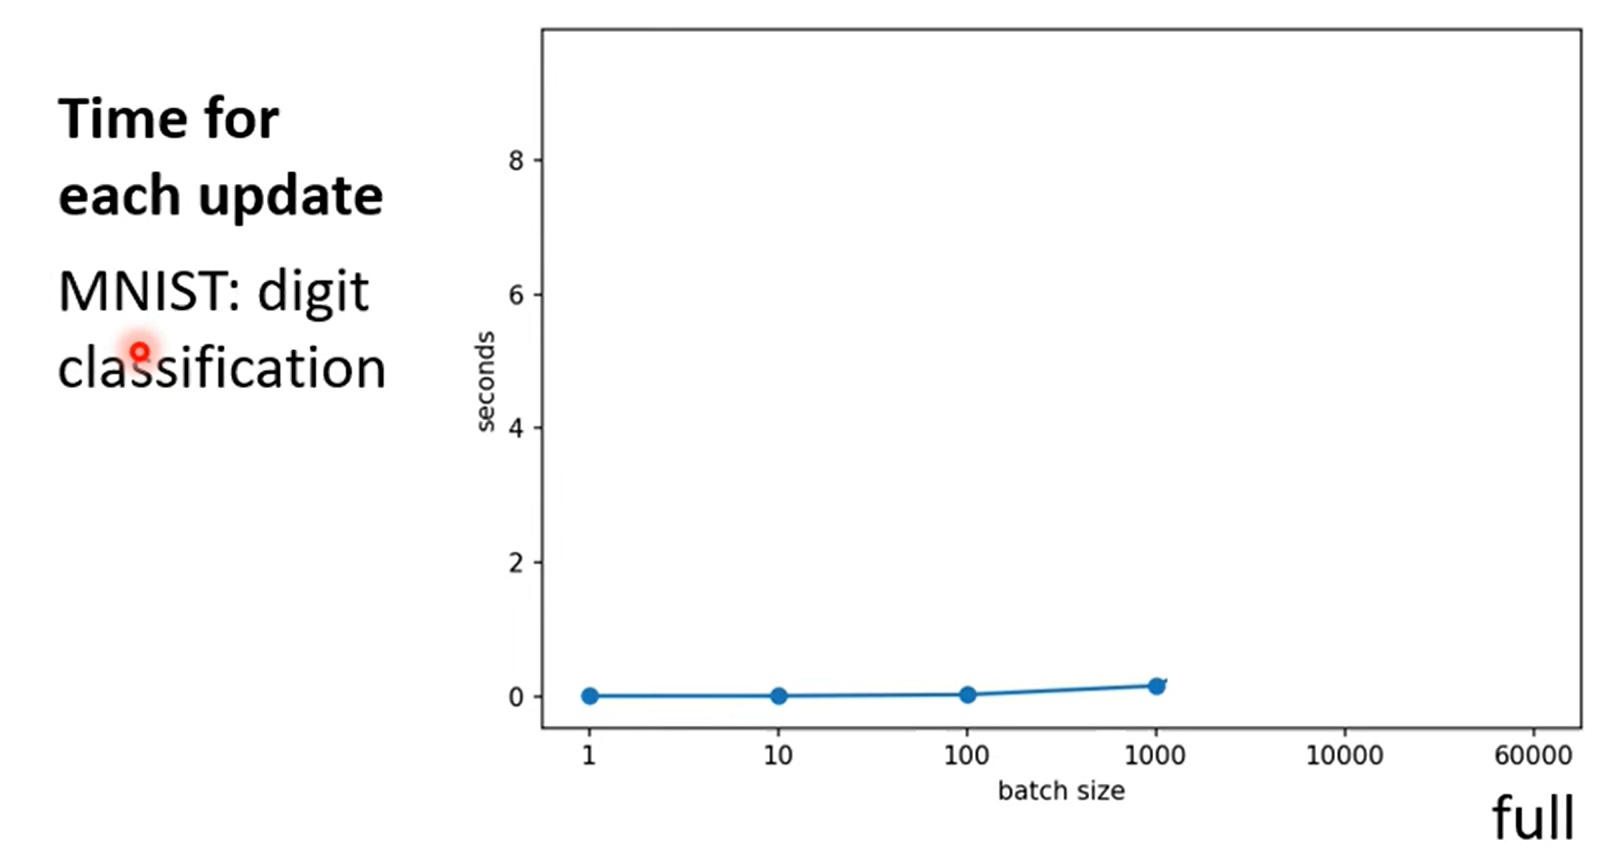 Time for
each update
MNIST: digit
classification
seconds
8
6
4
2
0
1 10 100 1000 10000 60000
batch size
full